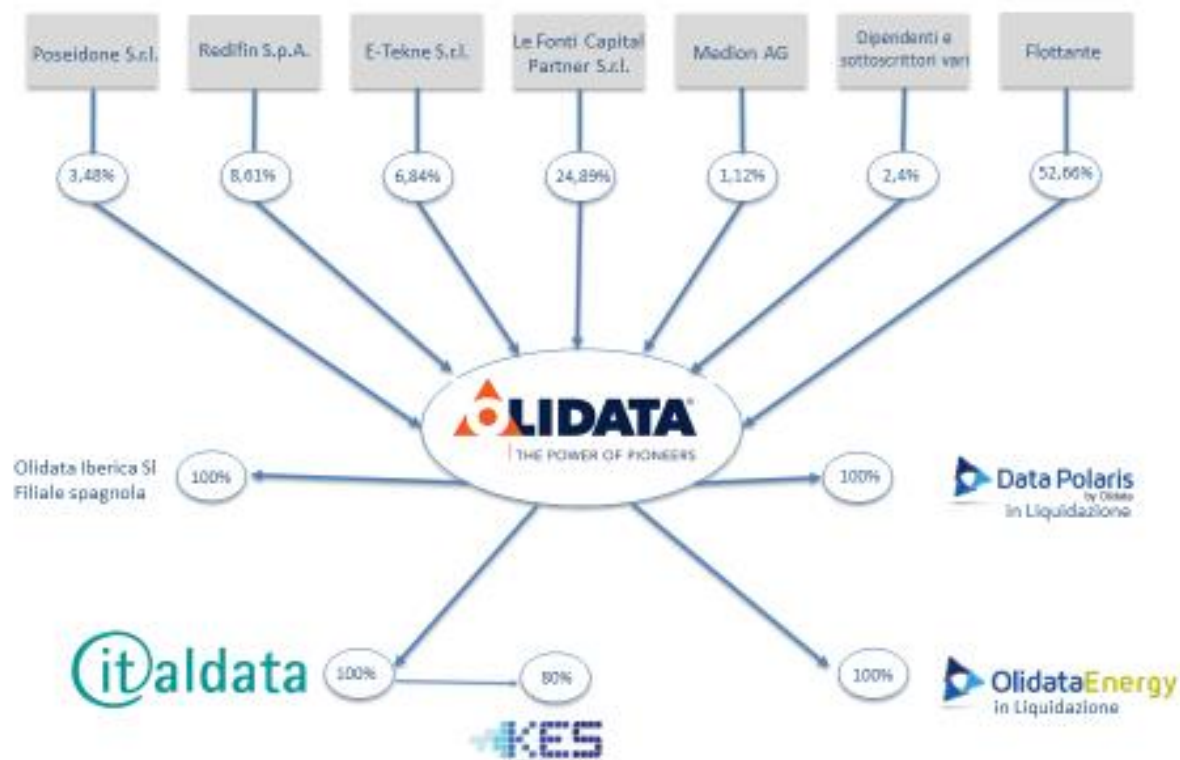 Poseidone S.r.l.
Redifin S.p.A.
E-Tekne S.r.l.
Le Fonti Capital
Partner S.r.l.
Medion AG
Dipendenti e
sottoscrittori vari
Flottante
3,48%
8,61%
6,84%
24,89%
1,12%
2,4%
52,66%
OLIDATA
THE POWER OF PIONEERS
Olidata Iberica Sl
Filiale spagnola
100%
100%
Data Polaris
by Olidata
in Liquidazione
italdata
100%
80%
KES
100%
OlidataEnergy
in Liquidazione